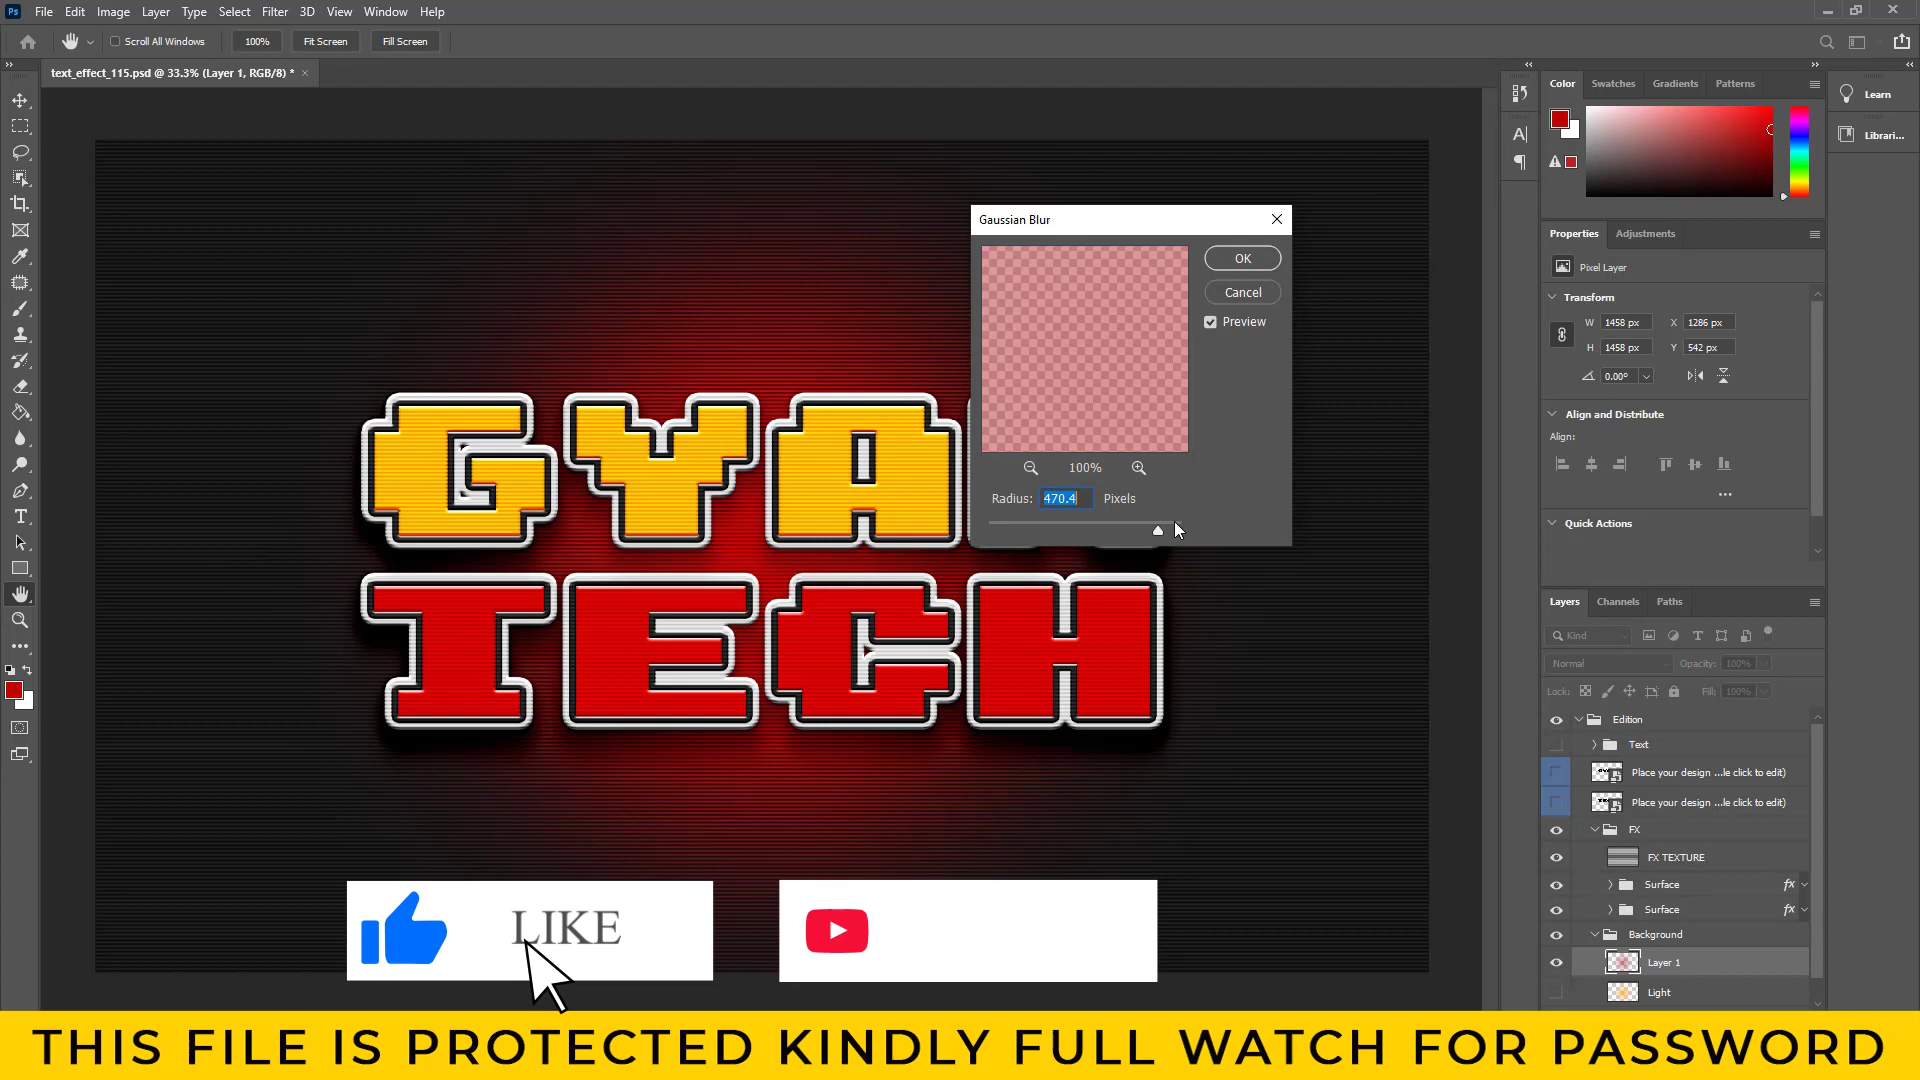 Ps File Edit Image Layer Type Select Filter 3D View Window Help
Scroll All Windows 100% Fit Screen Fill Screen
text_effect_115.psd @ 33.3% (Layer 1, RGB/8) * ×
Color Swatches Gradients Patterns
Learn
Librari...
Gaussian Blur
OK
Cancel
Preview
100%
Radius: 470.4 Pixels
Properties Adjustments
Pixel Layer
Transform
W 1458 px X 1286 px
H 1458 px Y 542 px
0.00°
Align and Distribute
Align:
Quick Actions
GYA
TECH
Layers Channels Paths
Kind
Normal Opacity: 100%
Lock: Fill: 100%
Edition
Text
Place your design ...le click to edit)
Place your design ...le click to edit)
FX
FX TEXTURE
Surface fx
Surface fx
Background
Layer 1
Light
LIKE
THIS FILE IS PROTECTED KINDLY FULL WATCH FOR PASSWORD